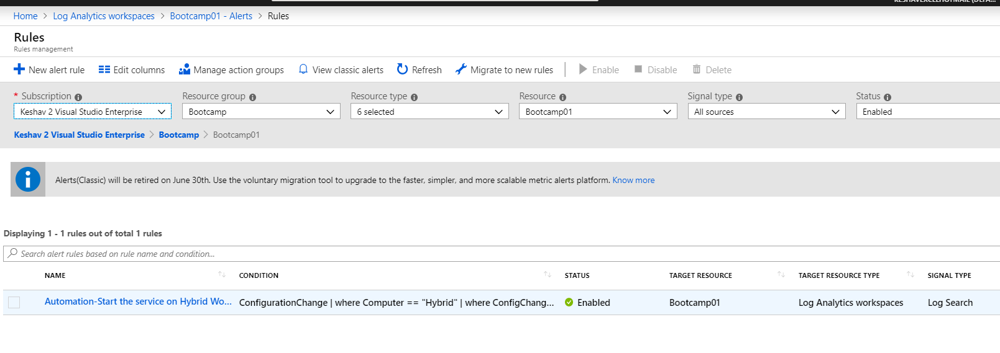 Home > Log Analytics workspaces > Bootcamp01 - Alerts > Rules
Rules
Rules management
New alert rule Edit columns Manage action groups View classic alerts Refresh Migrate to new rules Enable Disable Delete
* Subscription Resource group Resource type Resource Signal type Status
Keshav 2 Visual Studio Enterprise Bootcamp 6 selected Bootcamp01 All sources Enabled
Keshav 2 Visual Studio Enterprise > Bootcamp > Bootcamp01
Alerts(Classic) will be retired on June 30th. Use the voluntary migration tool to upgrade to the faster, simpler, and more scalable metric alerts platform. Know more
Displaying 1 - 1 rules out of total 1 rules
Search alert rules based on rule name and condition...
NAME CONDITION STATUS TARGET RESOURCE TARGET RESOURCE TYPE SIGNAL TYPE
Automation-Start the service on Hybrid Wo... ConfigurationChange | where Computer == "Hybrid" | where ConfigChang... Enabled Bootcamp01 Log Analytics workspaces Log Search